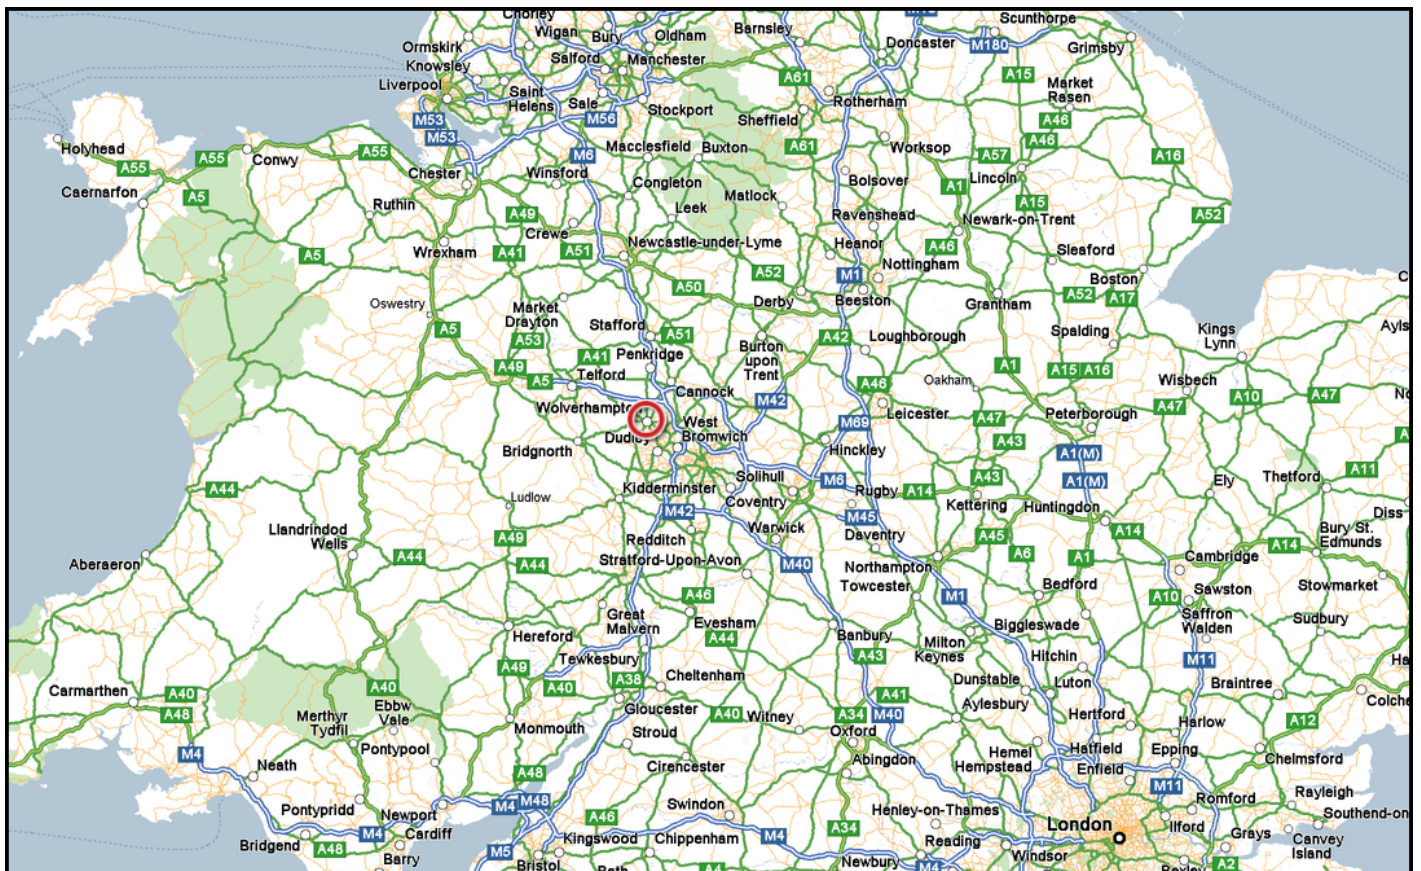 Chorley
Scunthorpe
Wigan
Bury
Oldham
Barnsley
Ormskirk
Doncaster
M180
Grimsby
Knowsley
Salford
Manchester
A61
A15
Market
Rasen
Liverpool
Saint
Helens
Sale
Stockport
Rotherham
M53
M56
Sheffield
A46
M53
A46
Holyhead
A55
A55
Conwy
A55
M6
Macclesfield
Buxton
A61
Worksop
A57
A16
Caernarfon
A5
Chester
Winsford
Congleton
Matlock
Bolsover
A1
Lincoln
Ruthin
A49
Leek
Ravenshead
A15
Newark-on-Trent
A52
Wrexham
A41
Crewe
A51
Newcastle-under-Lyme
Heanor
A46
Sleaford
A5
A52
M1
Nottingham
Boston
Oswestry
Market
Drayton
A50
Derby
Beeston
Grantham
A52
A17
A5
A53
Stafford
A51
Burton
upon
Trent
A42
Loughborough
Spalding
Kings
Lynn
A41
Penkridge
A1
A49
A5
Telford
Cannock
A46
Oakham
A15
A16
Wisbech
M42
Leicester
A47
A10
A47
Peterborough
A47
Bridgnorth
Dudley
West
Bromwich
M69
Hinckley
A43
A1(M)
A11
A44
Ludlow
Kidderminster
Solihull
Coventry
M6
Rugby
A14
A43
Kettering
A1(M)
Huntingdon
Ely
Thetford
Diss
Llandrindod
Wells
A49
M42
Redditch
Warwick
M45
Daventry
A45
A6
A14
A1
Bury St.
Edmunds
A14
Cambridge
Aberaeron
A44
A44
Stratford-Upon-Avon
M40
Northampton
Towcester
Bedford
A10
Sawston
Stowmarket
A46
M1
Saffron
Walden
Sudbury
Great
Malvern
Evesham
Biggleswade
Hereford
A44
Banbury
Milton
Keynes
Hitchin
M11
A49
Tewkesbury
A43
Carmarthen
A40
A48
A40
A40
A38
Cheltenham
Dunstable
Luton
Braintree
Ebbw
Vale
Gloucester
A41
Aylesbury
Merthyr
Tydfil
Monmouth
A40
Witney
A34
M40
Oxford
Hertford
Harlow
A12
M4
Pontypool
Stroud
Abingdon
Hemel
Hempstead
Hatfield
Epping
Neath
Cirencester
Enfield
Chelmsford
A48
M11
Pontypridd
Newport
M4
M48
Swindon
Henley-on-Thames
Romford
Rayleigh
M4
Cardiff
A46
Kingswood
Chippenham
M4
A34
Reading
London
Ilford
Southend-on
Bridgend
A48
Barry
M5
Bristol
Newbury
M4
Windsor
Grays
Canvey
Island
A2